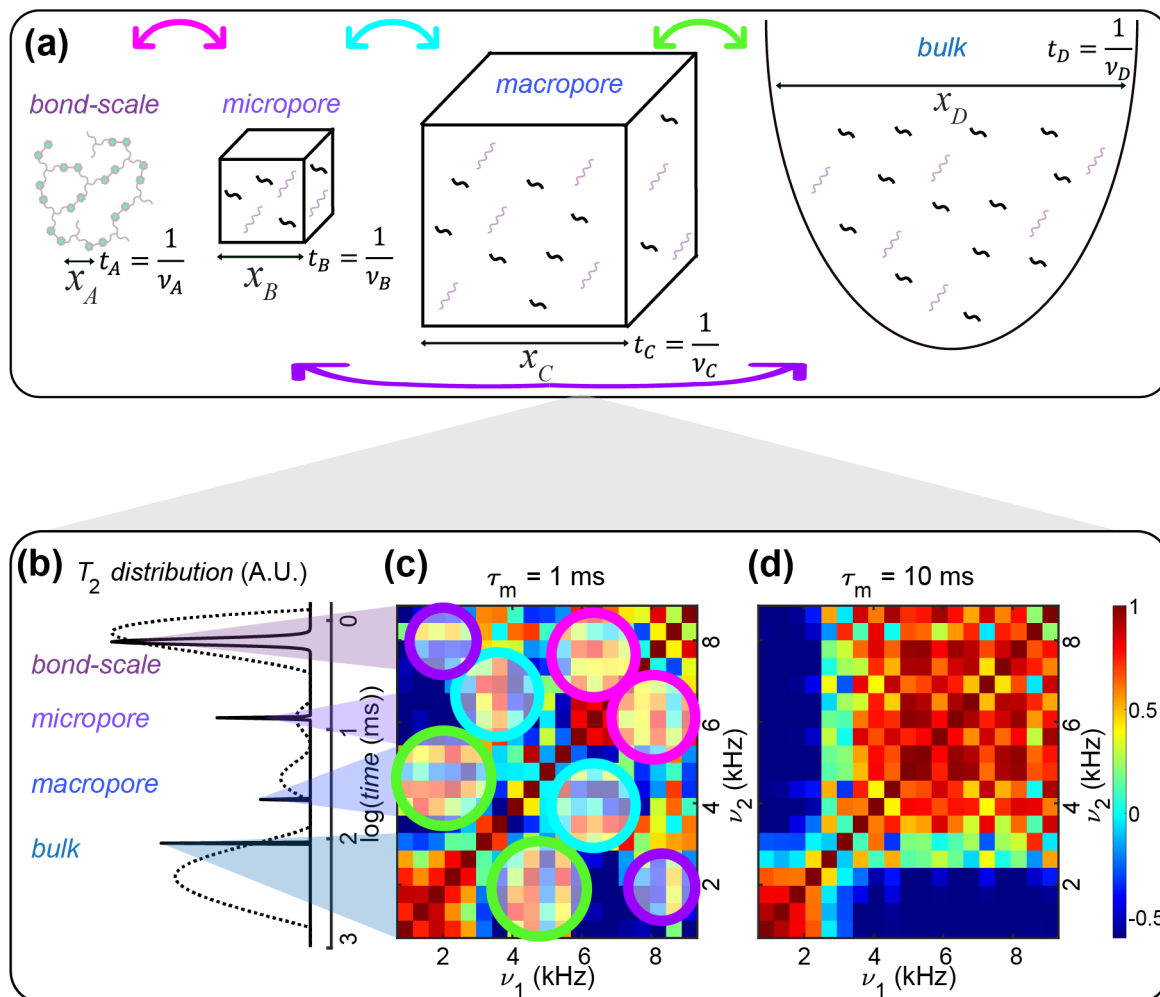 (a)
bulk
t_D = 1/ν_D
bond-scale
micropore
macropore
x_D
t_A = 1/ν_A
x_A
t_B = 1/ν_B
x_B
t_C = 1/ν_C
x_C
(b)
T_2 distribution (A.U.)
bond-scale
micropore
macropore
bulk
0
1
2
3
log(time (ms))
(c)
τ_m = 1 ms
8
6
4
2
ν_2 (kHz)
2 4 6 8
ν_1 (kHz)
(d)
τ_m = 10 ms
8
6
4
2
ν_2 (kHz)
2 4 6 8
ν_1 (kHz)
1
0.5
0
-0.5